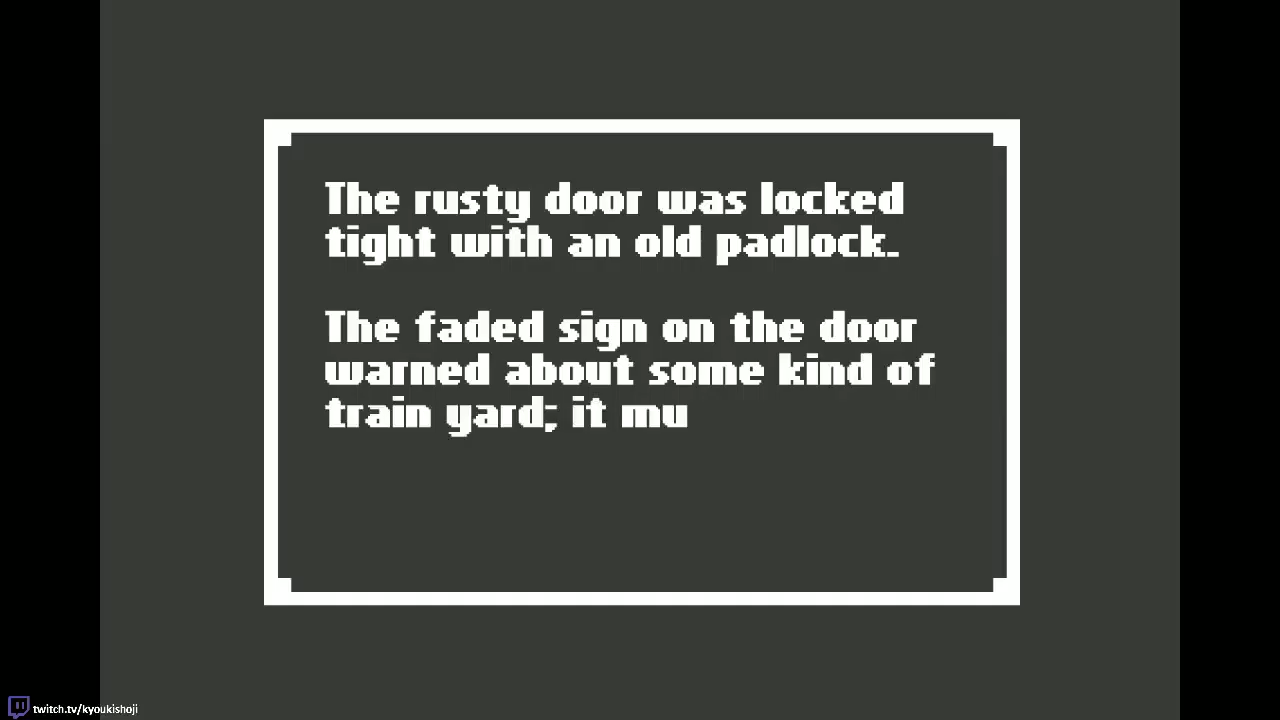 The rusty door was locked
tight with an old padlock.
The faded sign on the door
warned about some kind of
train yard; it mu
twitch.tv/kyoukishoji